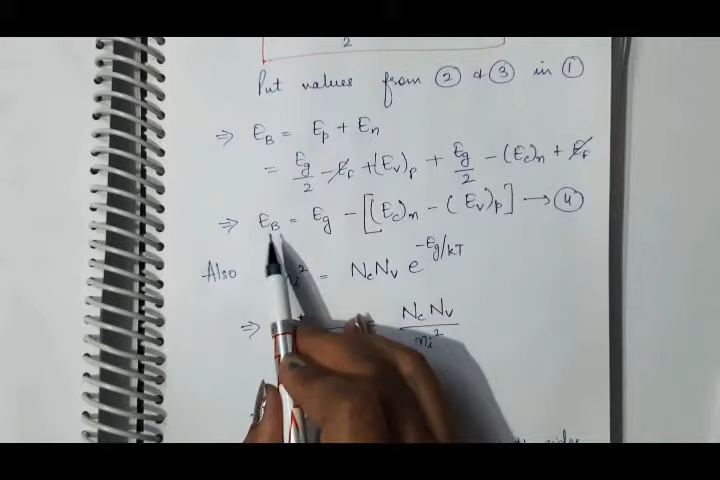 2
Put values from ② & ③ in ①
⇒ E_B = E_p + E_n
= E_g/2 - E_F + (E_v)_p + E_g/2 - (E_c)_n + E_F
⇒ E_B = E_g - [(E_c)_n - (E_v)_p] → ④
Also n_i² = N_c N_v e^{-E_g/kT}
⇒ = N_c N_v / n_i²